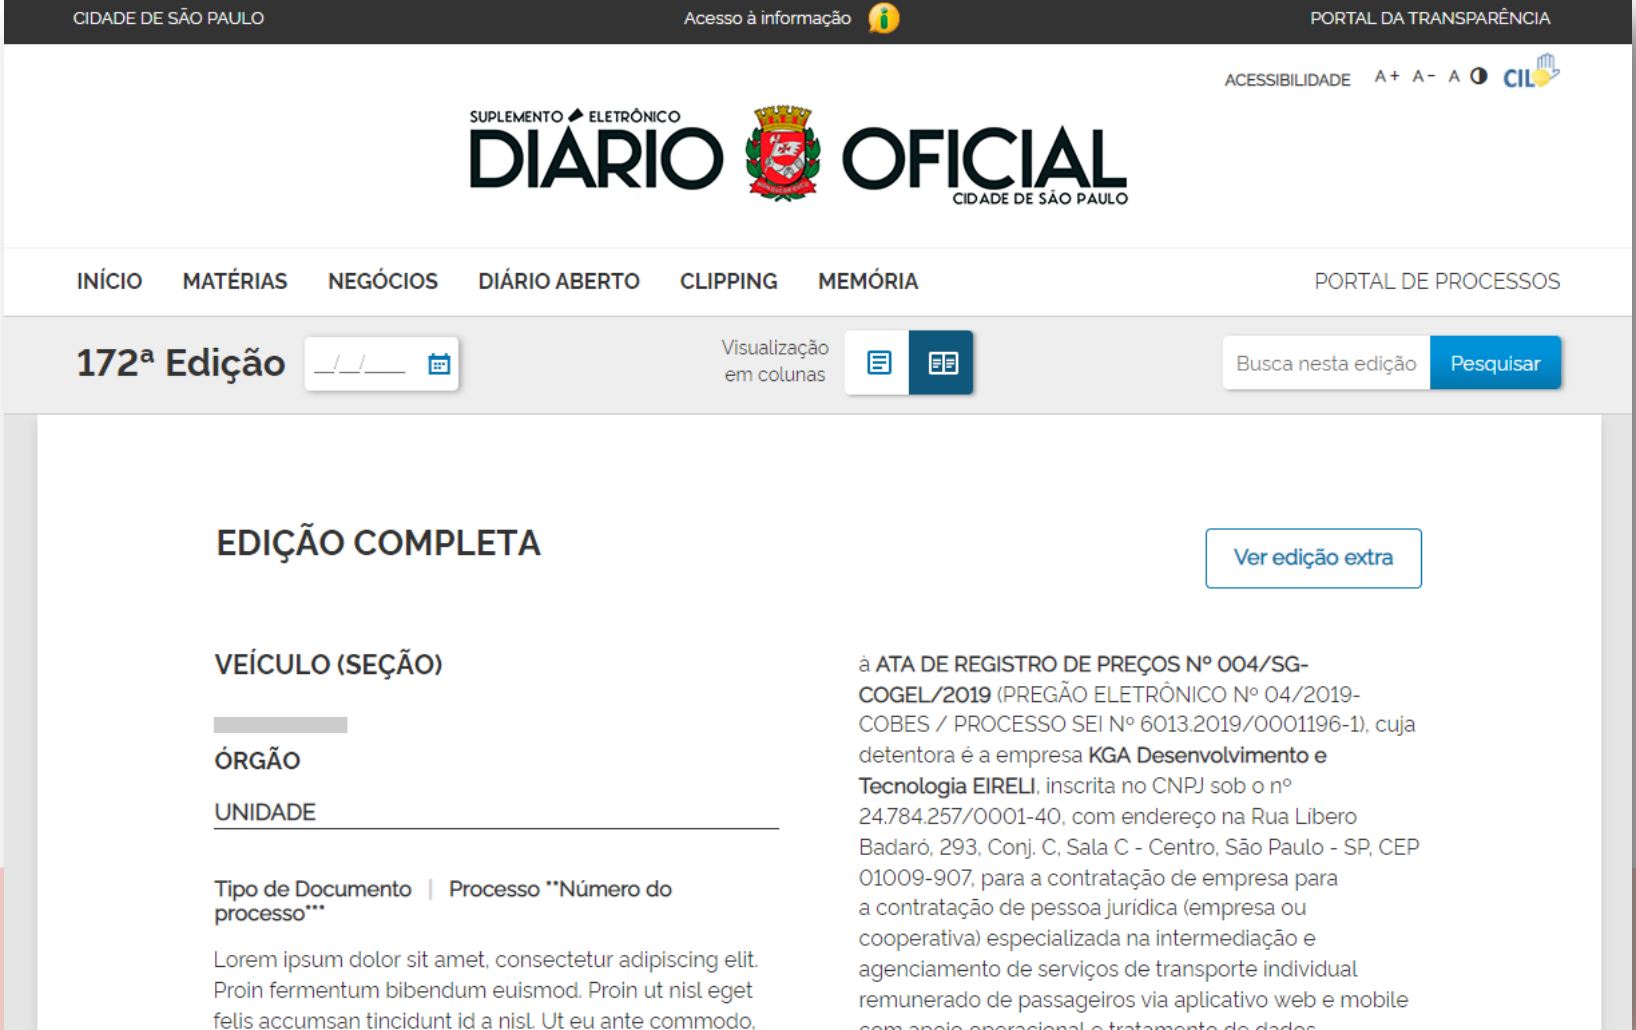 CIDADE DE SÃO PAULO
Acesso à informação
PORTAL DA TRANSPARÊNCIA
ACESSIBILIDADE A+ A- A CIL
SUPLEMENTO ELETRÔNICO
DIÁRIO OFICIAL
CIDADE DE SÃO PAULO
INÍCIO MATÉRIAS NEGÓCIOS DIÁRIO ABERTO CLIPPING MEMÓRIA PORTAL DE PROCESSOS
172ª Edição __/__/____
Visualização
em colunas
Busca nesta edição Pesquisar
EDIÇÃO COMPLETA
Ver edição extra
VEÍCULO (SEÇÃO)
ÓRGÃO
UNIDADE
Tipo de Documento | Processo **Número do
processo***
Lorem ipsum dolor sit amet, consectetur adipiscing elit.
Proin fermentum bibendum euismod. Proin ut nisl eget
felis accumsan tincidunt id a nisl. Ut eu ante commodo,
à ATA DE REGISTRO DE PREÇOS Nº 004/SG-
COGEL/2019 (PREGÃO ELETRÔNICO Nº 04/2019-
COBES / PROCESSO SEI Nº 6013.2019/0001196-1), cuja
detentora é a empresa KGA Desenvolvimento e
Tecnologia EIRELI, inscrita no CNPJ sob o nº
24.784.257/0001-40, com endereço na Rua Líbero
Badaró, 293, Conj. C, Sala C - Centro, São Paulo - SP, CEP
01009-907, para a contratação de empresa para
a contratação de pessoa jurídica (empresa ou
cooperativa) especializada na intermediação e
agenciamento de serviços de transporte individual
remunerado de passageiros via aplicativo web e mobile
com apoio operacional e tratamento de dados